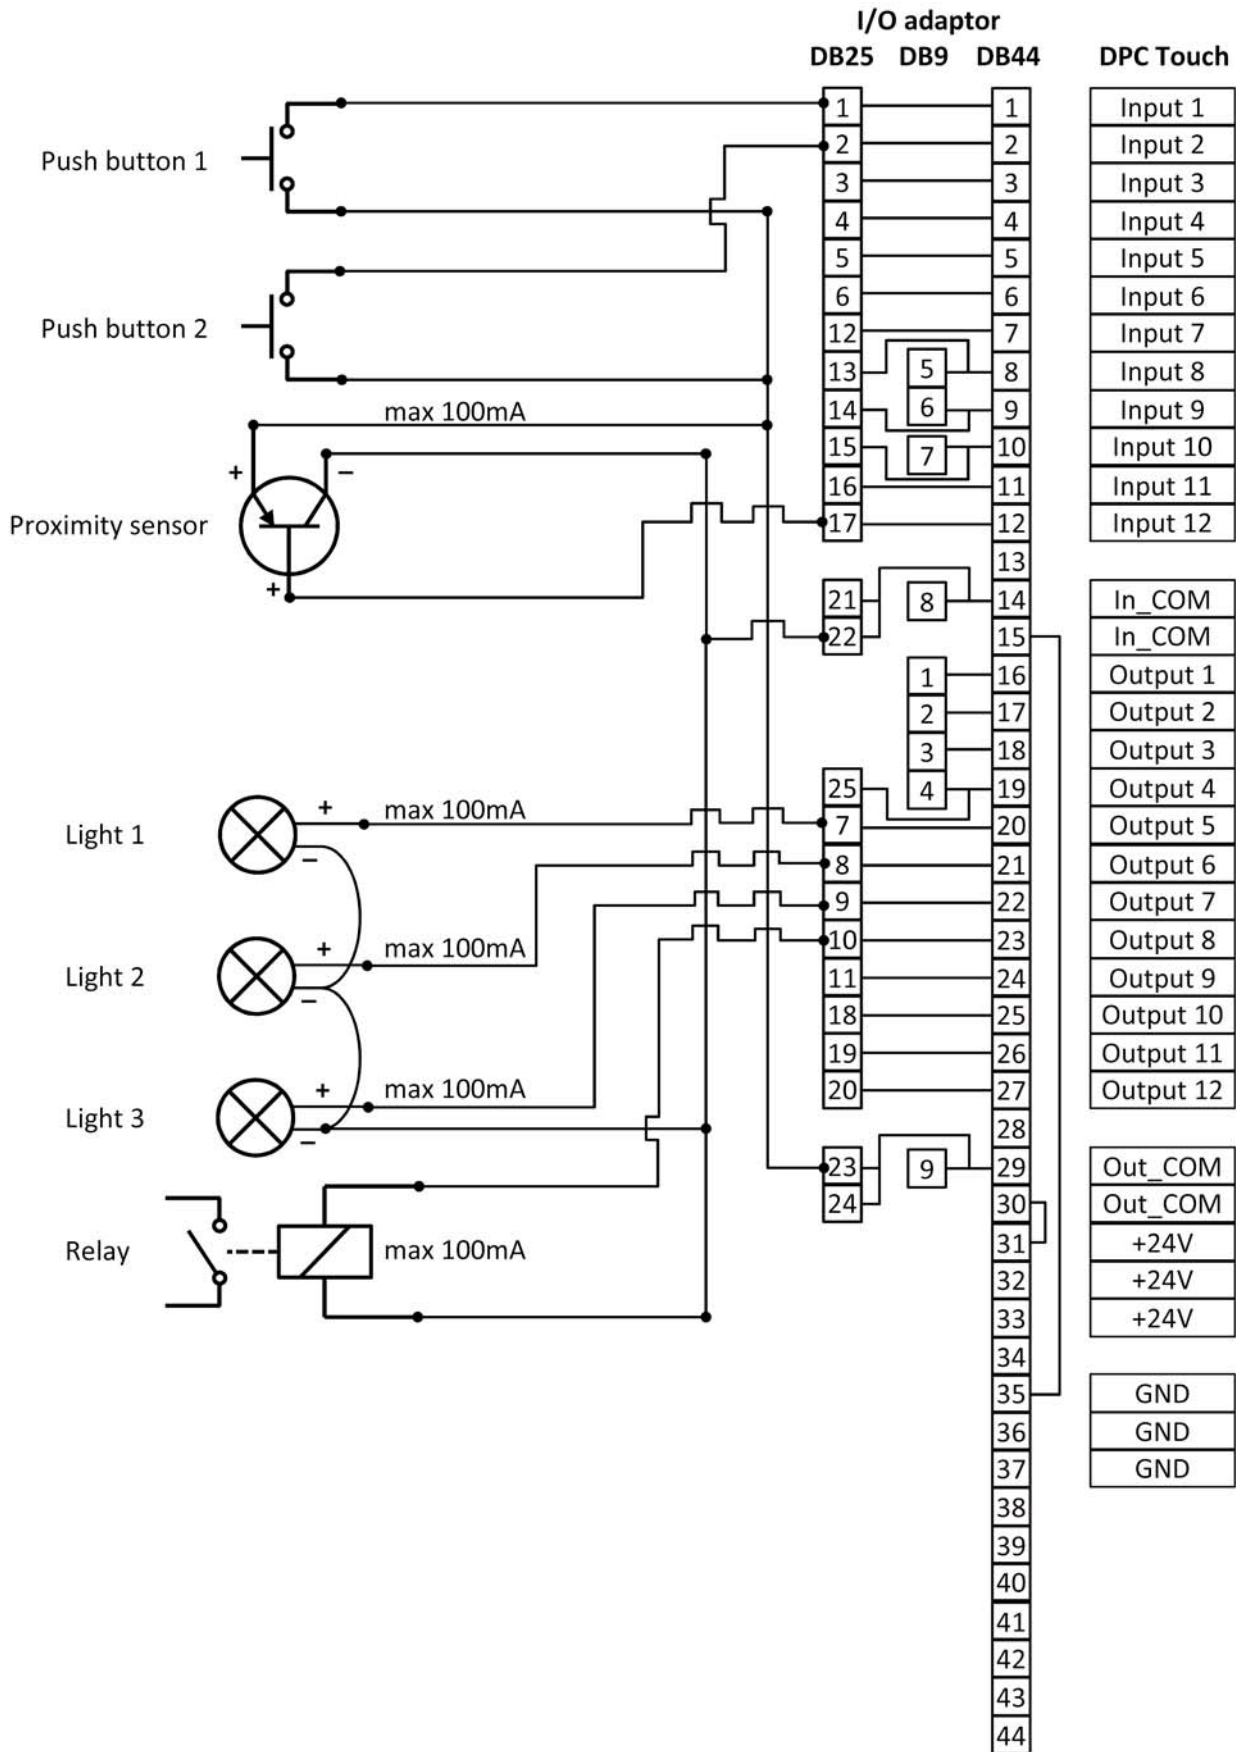 I/O adaptor
DB25 DB9 DB44 DPC Touch
1 1 Input 1
2 2 Input 2
Push button 1
3 3 Input 3
4 4 Input 4
5 5 Input 5
6 6 Input 6
Push button 2
12 7 Input 7
13 5 8 Input 8
max 100mA
14 6 9 Input 9
15 7 10 Input 10
+ −
16 11 Input 11
Proximity sensor
17 12 Input 12
13
+
21 8 14 In_COM
22 15 In_COM
1 16 Output 1
2 17 Output 2
3 18 Output 3
25 4 19 Output 4
Light 1 + − max 100mA
7 20 Output 5
8 21 Output 6
9 22 Output 7
10 23 Output 8
Light 2 + − max 100mA
11 24 Output 9
18 25 Output 10
19 26 Output 11
20 27 Output 12
Light 3 + − max 100mA
28
23 9 29 Out_COM
24 30 Out_COM
Relay max 100mA
31 +24V
32 +24V
33 +24V
34
35 GND
36 GND
37 GND
38
39
40
41
42
43
44